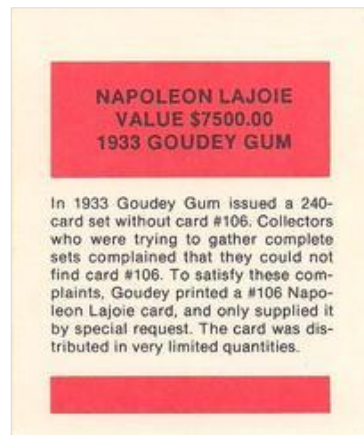 NAPOLEON LAJOIE
VALUE $7500.00
1933 GOUDEY GUM
In 1933 Goudey Gum issued a 240-
card set without card #106. Collectors
who were trying to gather complete
sets complained that they could not
find card #106. To satisfy these com-
plaints, Goudey printed a #106 Napo-
leon Lajoie card, and only supplied it
by special request. The card was dis-
tributed in very limited quantities.